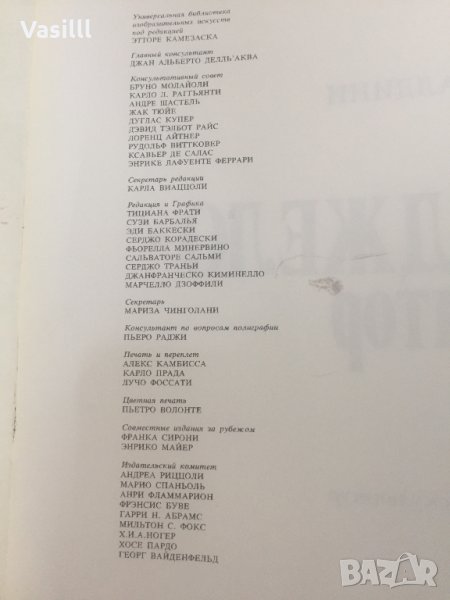 Vasilll
Универсальная библиотека
изобразительных искусств
под редакцией
ЭТТОРЕ КАМЕЗАСКА
Главный консультант
ДЖАН АЛЬБЕРТО ДЕЛЛЬ'АКВА
Консультативный совет
БРУНО МОЛАЙОЛИ
КАРЛО Л. РАГГЬЯНТИ
АНДРЕ ШАСТЕЛЬ
ЖАК ТЮЙЕ
ДУГЛАС КУПЕР
ДЭВИД ТЭЛБОТ РАЙС
ЛОРЕНЦ АЙТНЕР
РУДОЛЬФ ВИТТКОВЕР
КСАВЬЕР ДЕ САЛАС
ЭНРИКЕ ЛАФУЕНТЕ ФЕРРАРИ
Секретарь редакции
КАРЛА ВИАЦЦОЛИ
Редакция и Графика
ТИЦИАНА ФРАТИ
СУЗИ БАРБАЛЬЯ
ЭДИ БАККЕСКИ
СЕРДЖО КОРАДЕСКИ
ФЬОРЕЛЛА МИНЕРВИНО
САЛЬВАТОРЕ САЛЬМИ
СЕРДЖО ТРАНЬИ
ДЖАНФРАНЧЕСКО КИМИНЕЛЛО
МАРЧЕЛЛО ДЗОФФИЛИ
Секретарь
МАРИЗА ЧИНГОЛАНИ
Консультант по вопросам полиграфии
ПЬЕРО РАДЖИ
Печать и переплет
АЛЕКС КАМБИССА
КАРЛО ПРАДА
ЛУЧО ФОССАТИ
Цветная печать
ПЬЕТРО ВОЛОНТЕ
Совместные издания за рубежом
ФРАНКА СИРОНИ
ЭНРИКО МАЙЕР
Издательский комитет
АНДРЕА РИЦЦОЛИ
МАРИО СПАНЬОЛЬ
АНРИ ФЛАММАРИОН
ФРЭНСИС БУВЕ
ГАРРИ Н. АБРАМС
МИЛЬТОН С. ФОКС
Х.И.А.НОГЕР
ХОСЕ ПАРДО
ГЕОРГ ВАЙДЕНФЕЛЬД
BAZAR